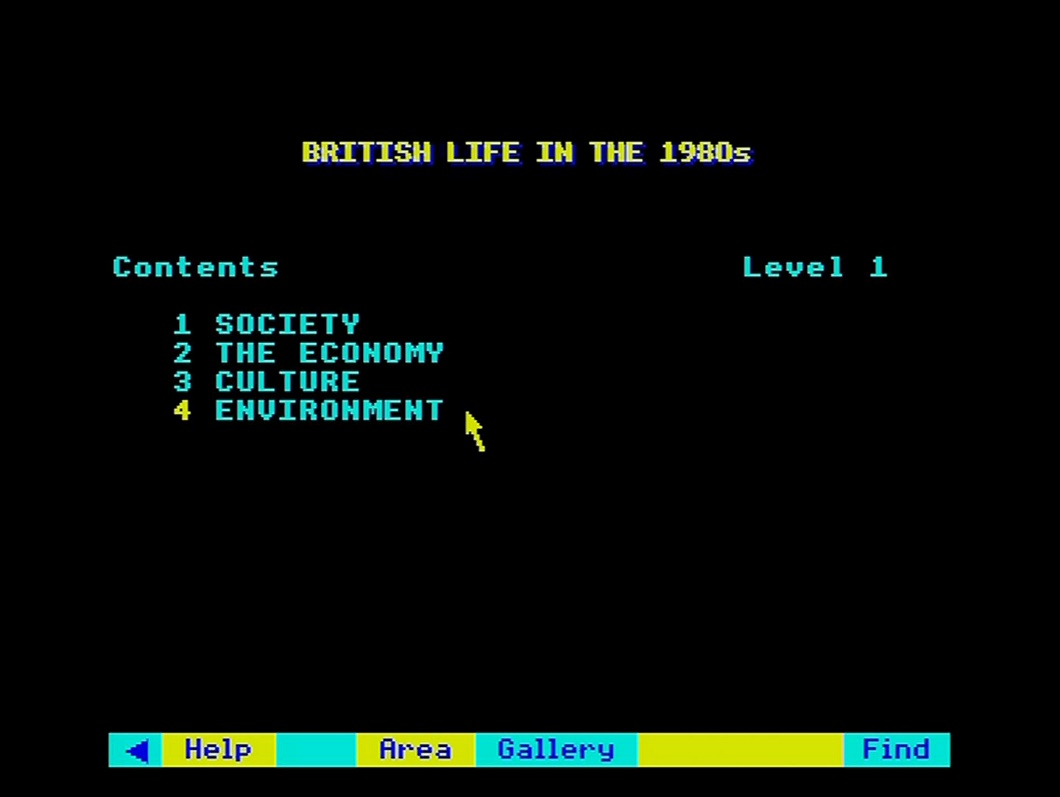 BRITISH LIFE IN THE 1980s
Contents Level 1
1 SOCIETY
2 THE ECONOMY
3 CULTURE
4 ENVIRONMENT
Help Area Gallery Find